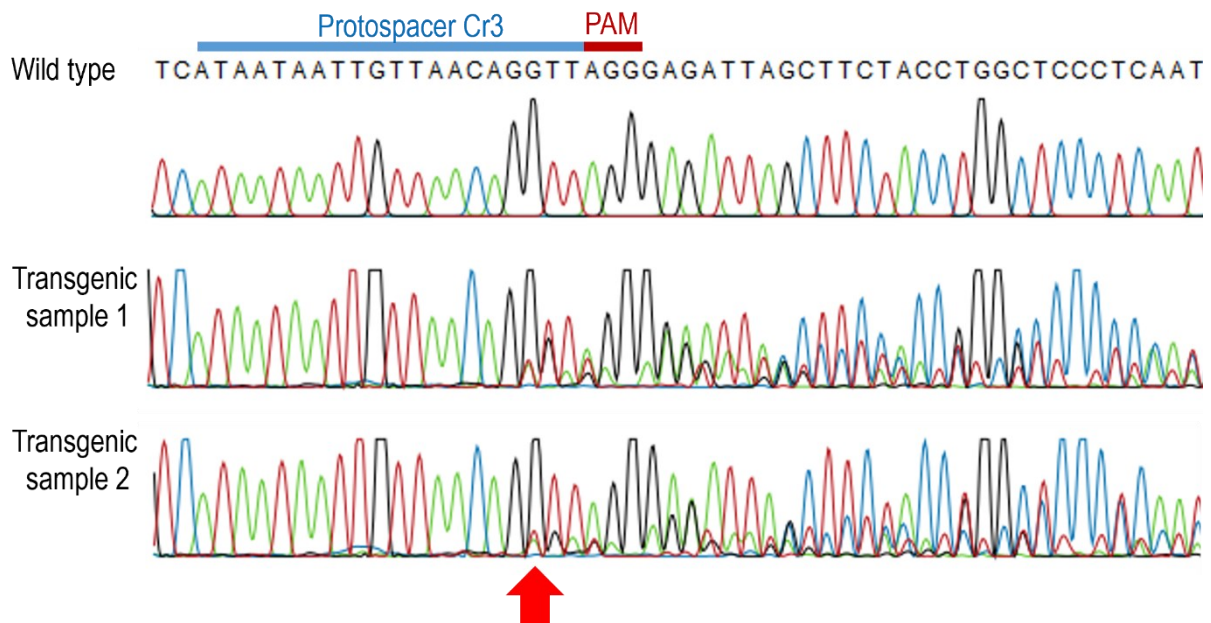 Protospacer Cr3 PAM
Wild type TCATAATAATTGTTAACAGGTTAGGGAGATTAGCTTCTACCTGGCTCCCTCAAT
Transgenic
sample 1
Transgenic
sample 2